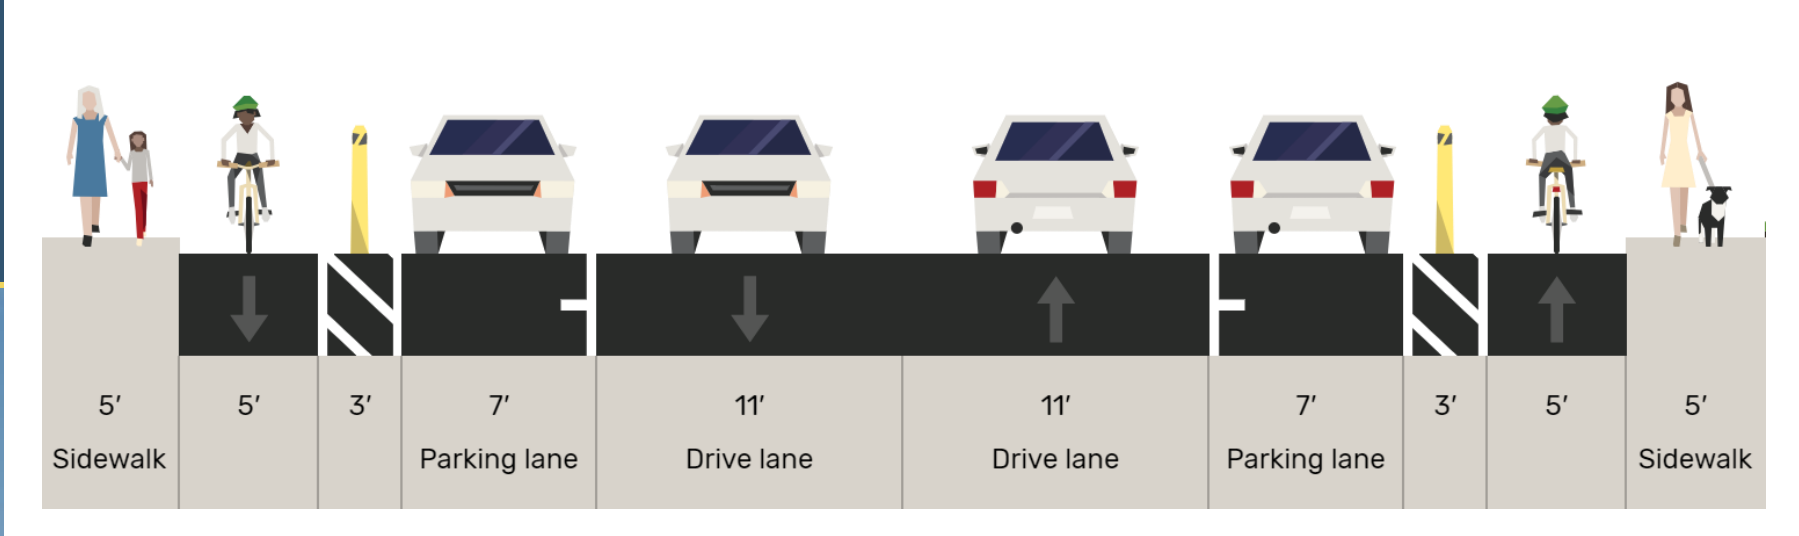 5′ 5′ 3′ 7′ 11′ 11′ 7′ 3′ 5′ 5′
Sidewalk Parking lane Drive lane Drive lane Parking lane Sidewalk